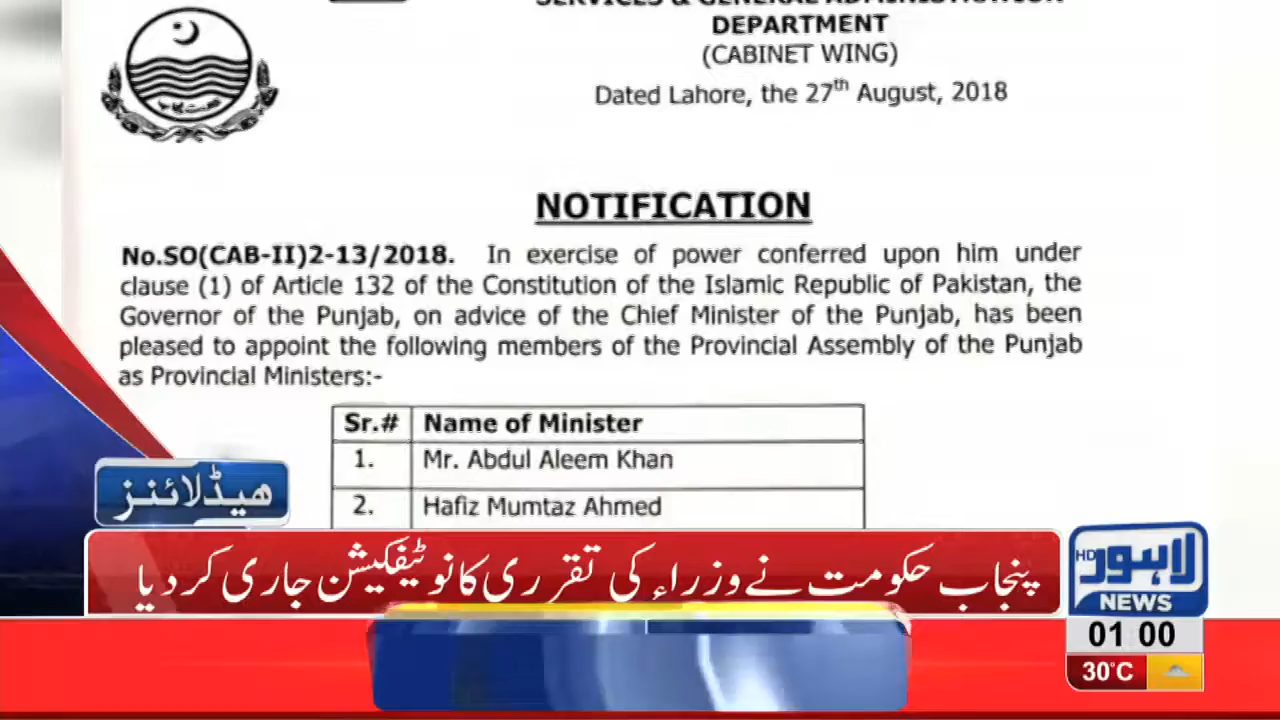 SERVICES & GENERAL ADMINISTRATION
DEPARTMENT
(CABINET WING)
Dated Lahore, the 27th August, 2018
NOTIFICATION
No.SO(CAB-II)2-13/2018. In exercise of power conferred upon him under
clause (1) of Article 132 of the Constitution of the Islamic Republic of Pakistan, the
Governor of the Punjab, on advice of the Chief Minister of the Punjab, has been
pleased to appoint the following members of the Provincial Assembly of the Punjab
as Provincial Ministers:-
Sr.# Name of Minister
1. Mr. Abdul Aleem Khan
2. Hafiz Mumtaz Ahmed
ھیڈلائنز
پنجاب حکومت نے وزراء کی تقرری کا نوٹیفکیشن جاری کر دیا
HD لاہور
NEWS
01 00
30°C